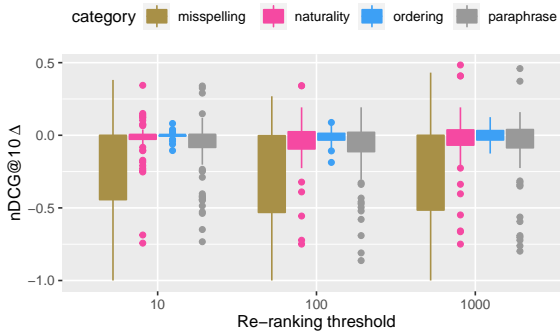 category misspelling naturality ordering paraphrase
0.5
0.0
−0.5
−1.0
nDCG@10 Δ
10 100 1000
Re−ranking threshold